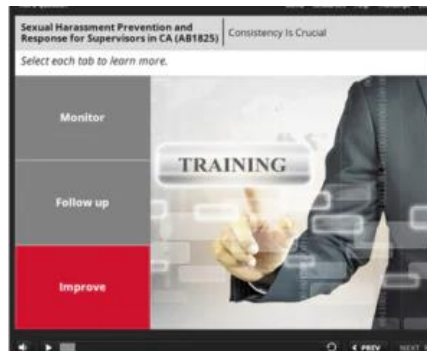 Sexual Harassment Prevention and
Response for Supervisors in CA (AB1825)
Consistency Is Crucial
Select each tab to learn more.
Monitor
TRAINING
Follow up
Improve
PREV
NEXT